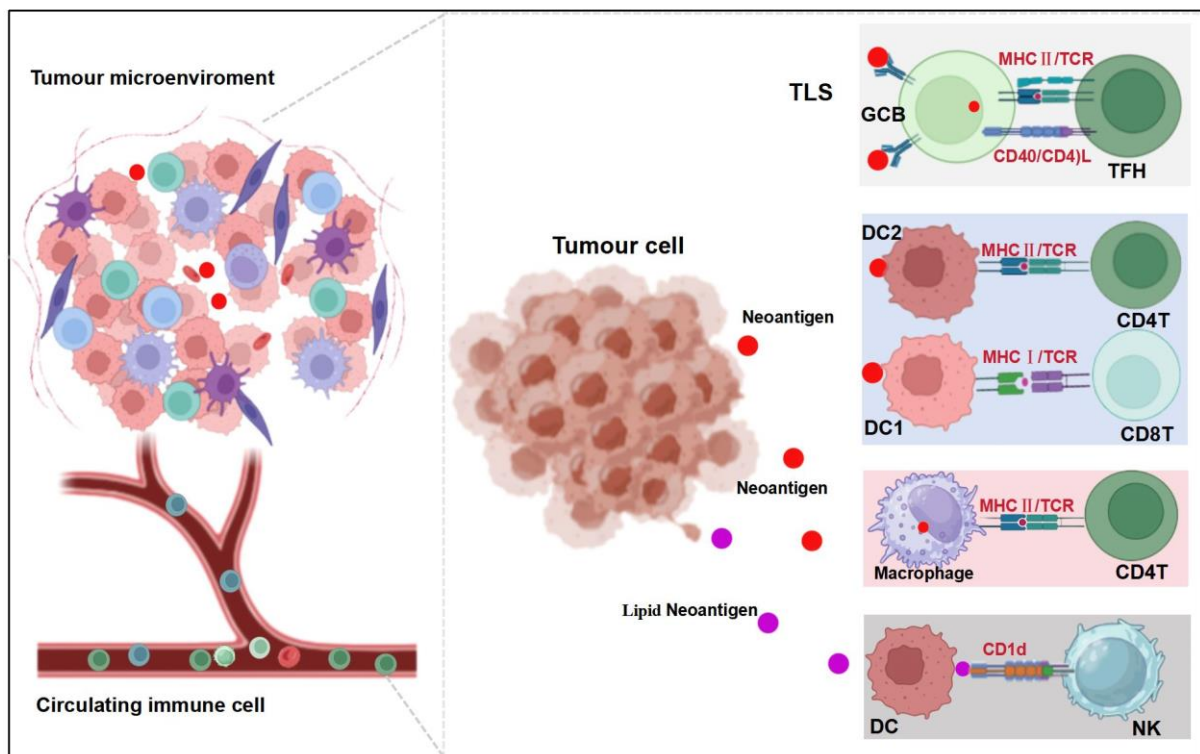 Tumour microenviroment
Circulating immune cell
Tumour cell
Neoantigen
Neoantigen
Lipid Neoantigen
TLS
MHC Ⅱ/TCR
GCB
CD40/CD4)L
TFH
DC2
MHC Ⅱ/TCR
CD4T
MHC Ⅰ/TCR
DC1
CD8T
MHC Ⅱ/TCR
Macrophage
CD4T
CD1d
DC
NK